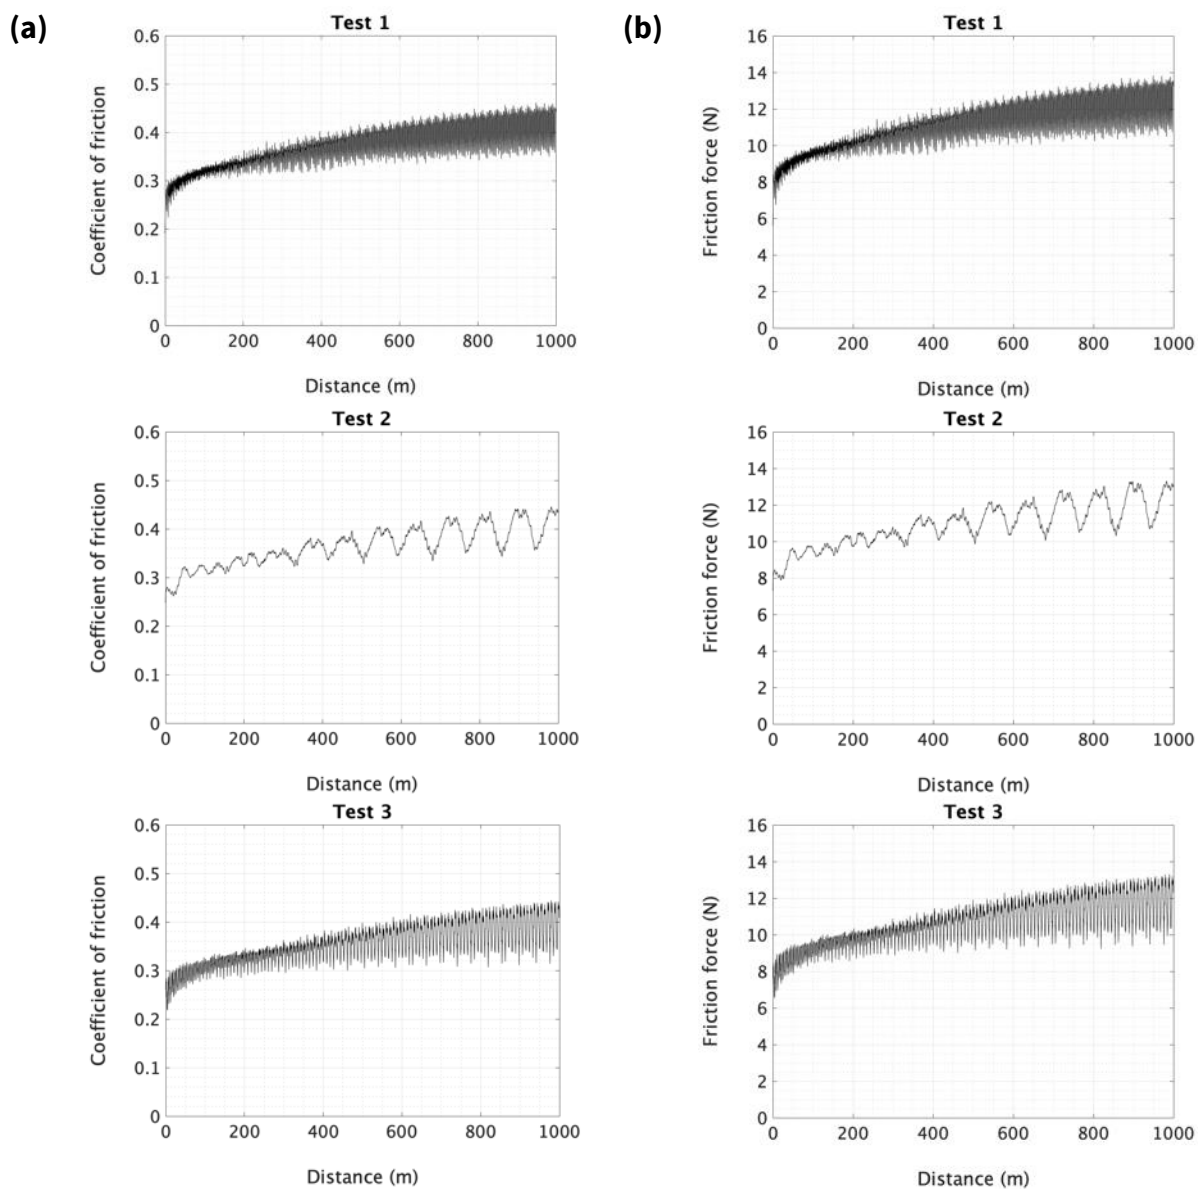 (a)
Test 1
Coefficient of friction
0.6
0.5
0.4
0.3
0.2
0.1
0
0 200 400 600 800 1000
Distance (m)
(b)
Test 1
Friction force (N)
16
14
12
10
8
6
4
2
0
0 200 400 600 800 1000
Distance (m)
Test 2
Coefficient of friction
0.6
0.5
0.4
0.3
0.2
0.1
0
0 200 400 600 800 1000
Distance (m)
Test 2
Friction force (N)
16
14
12
10
8
6
4
2
0
0 200 400 600 800 1000
Distance (m)
Test 3
Coefficient of friction
0.6
0.5
0.4
0.3
0.2
0.1
0
0 200 400 600 800 1000
Distance (m)
Test 3
Friction force (N)
16
14
12
10
8
6
4
2
0
0 200 400 600 800 1000
Distance (m)